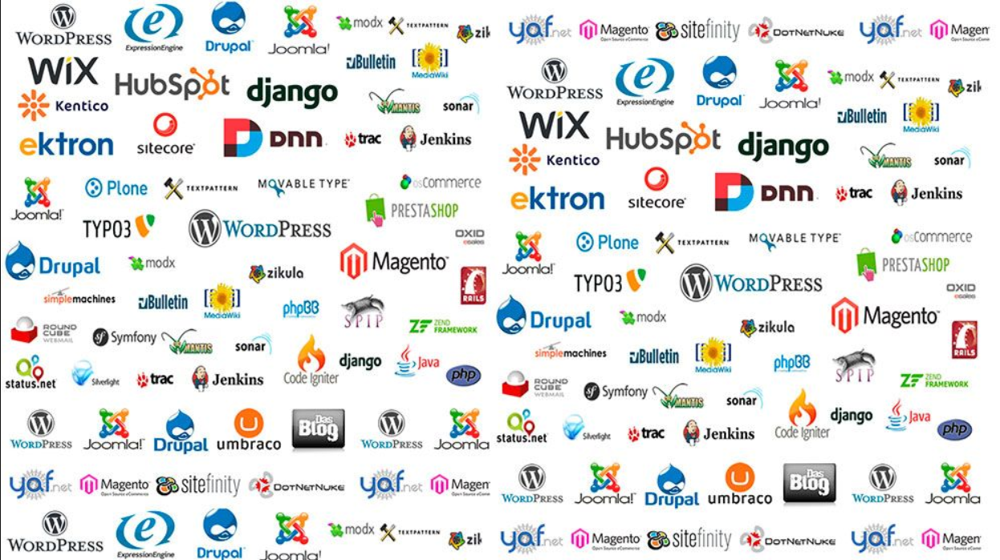 WORDPRESS ExpressionEngine Drupal Joomla! modx TEXTPATTERN zik
WiX HubSpot django vBulletin MediaWiki
Kentico MANTIS sonar
ektron sitecore DNN trac Jenkins
Joomla! Plone TEXTPATTERN MOVABLE TYPE osCommerce
TYPO3 WORDPRESS PRESTASHOP
OXID
esales
Drupal modx zikula Magento
RAILS
simplemachines vBulletin MediaWiki phpBB SPIP ZEND
FRAMEWORK
ROUND
CUBE
WEBMAIL
Symfony MANTIS sonar
status.net Silverlight trac Jenkins Code Igniter django Java php
WORDPRESS Joomla! Drupal umbraco Das
Blog WORDPRESS Joomla
yaf.net Magento sitefinity DOTNETNUKE yaf.net Magen
Open Source eCommerce
WORDPRESS ExpressionEngine Drupal Joomla! modx TEXTPATTERN zik
yaf.net Magento sitefinity DOTNETNUKE yaf.net Magen
Open Source eCommerce
WORDPRESS ExpressionEngine Drupal Joomla! modx TEXTPATTERN zik
WiX HubSpot django vBulletin MediaWiki
Kentico MANTIS sonar
ektron sitecore DNN trac Jenkins
Joomla! Plone TEXTPATTERN MOVABLE TYPE osCommerce
TYPO3 WORDPRESS PRESTASHOP
OXID
esales
Drupal modx zikula Magento
RAILS
simplemachines vBulletin MediaWiki phpBB SPIP ZEND
FRAMEWORK
ROUND
CUBE
WEBMAIL
Symfony MANTIS sonar
status.net Silverlight trac Jenkins Code Igniter django Java php
WORDPRESS Joomla! Drupal umbraco Das
Blog WORDPRESS Joomla
yaf.net Magento sitefinity DOTNETNUKE yaf.net Magen